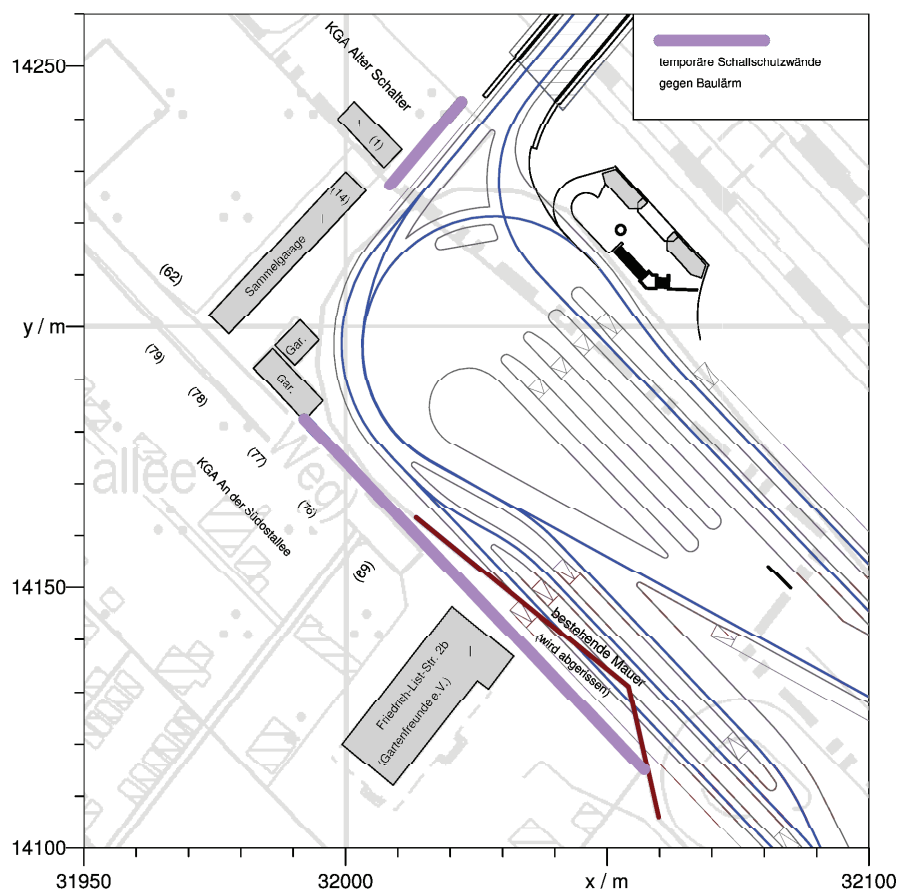 14250
y / m
14150
14100
31950
32000
x / m
32100
temporäre Schallschutzwände
gegen Baulärm
KGA Alter Schalter
(1)
(14)
Sammelgarage
(62)
Gar.
Gar.
(79)
(78)
(77)
(76)
(69)
allee
Weg)
KGA An der Südostallee
bestehende Mauer
(wird abgerissen)
Friedrich-List-Str. 2b
(Gartenfreunde e.V.)